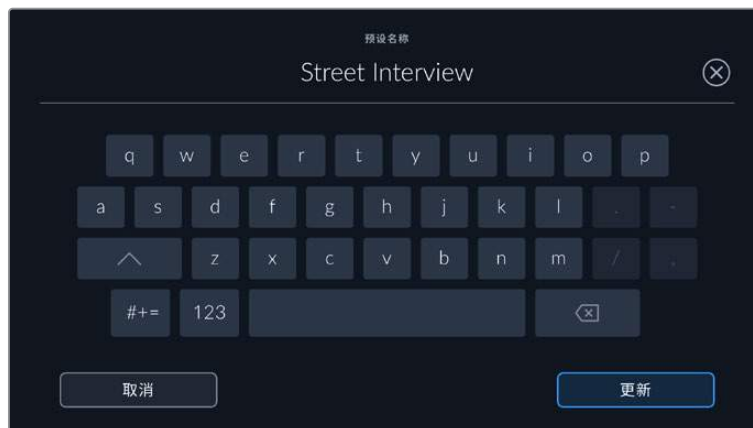 预设名称
Street Interview
q w e r t y u i o p
a s d f g h j k l . -
z x c v b n m / ,
#+= 123
取消 更新